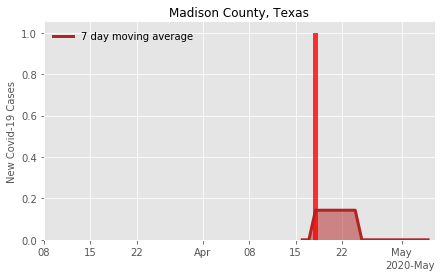 Madison County, Texas
7 day moving average
New Covid-19 Cases
1.0
0.8
0.6
0.4
0.2
0.0
08 15 22 Apr 08 15 22 May
2020-May